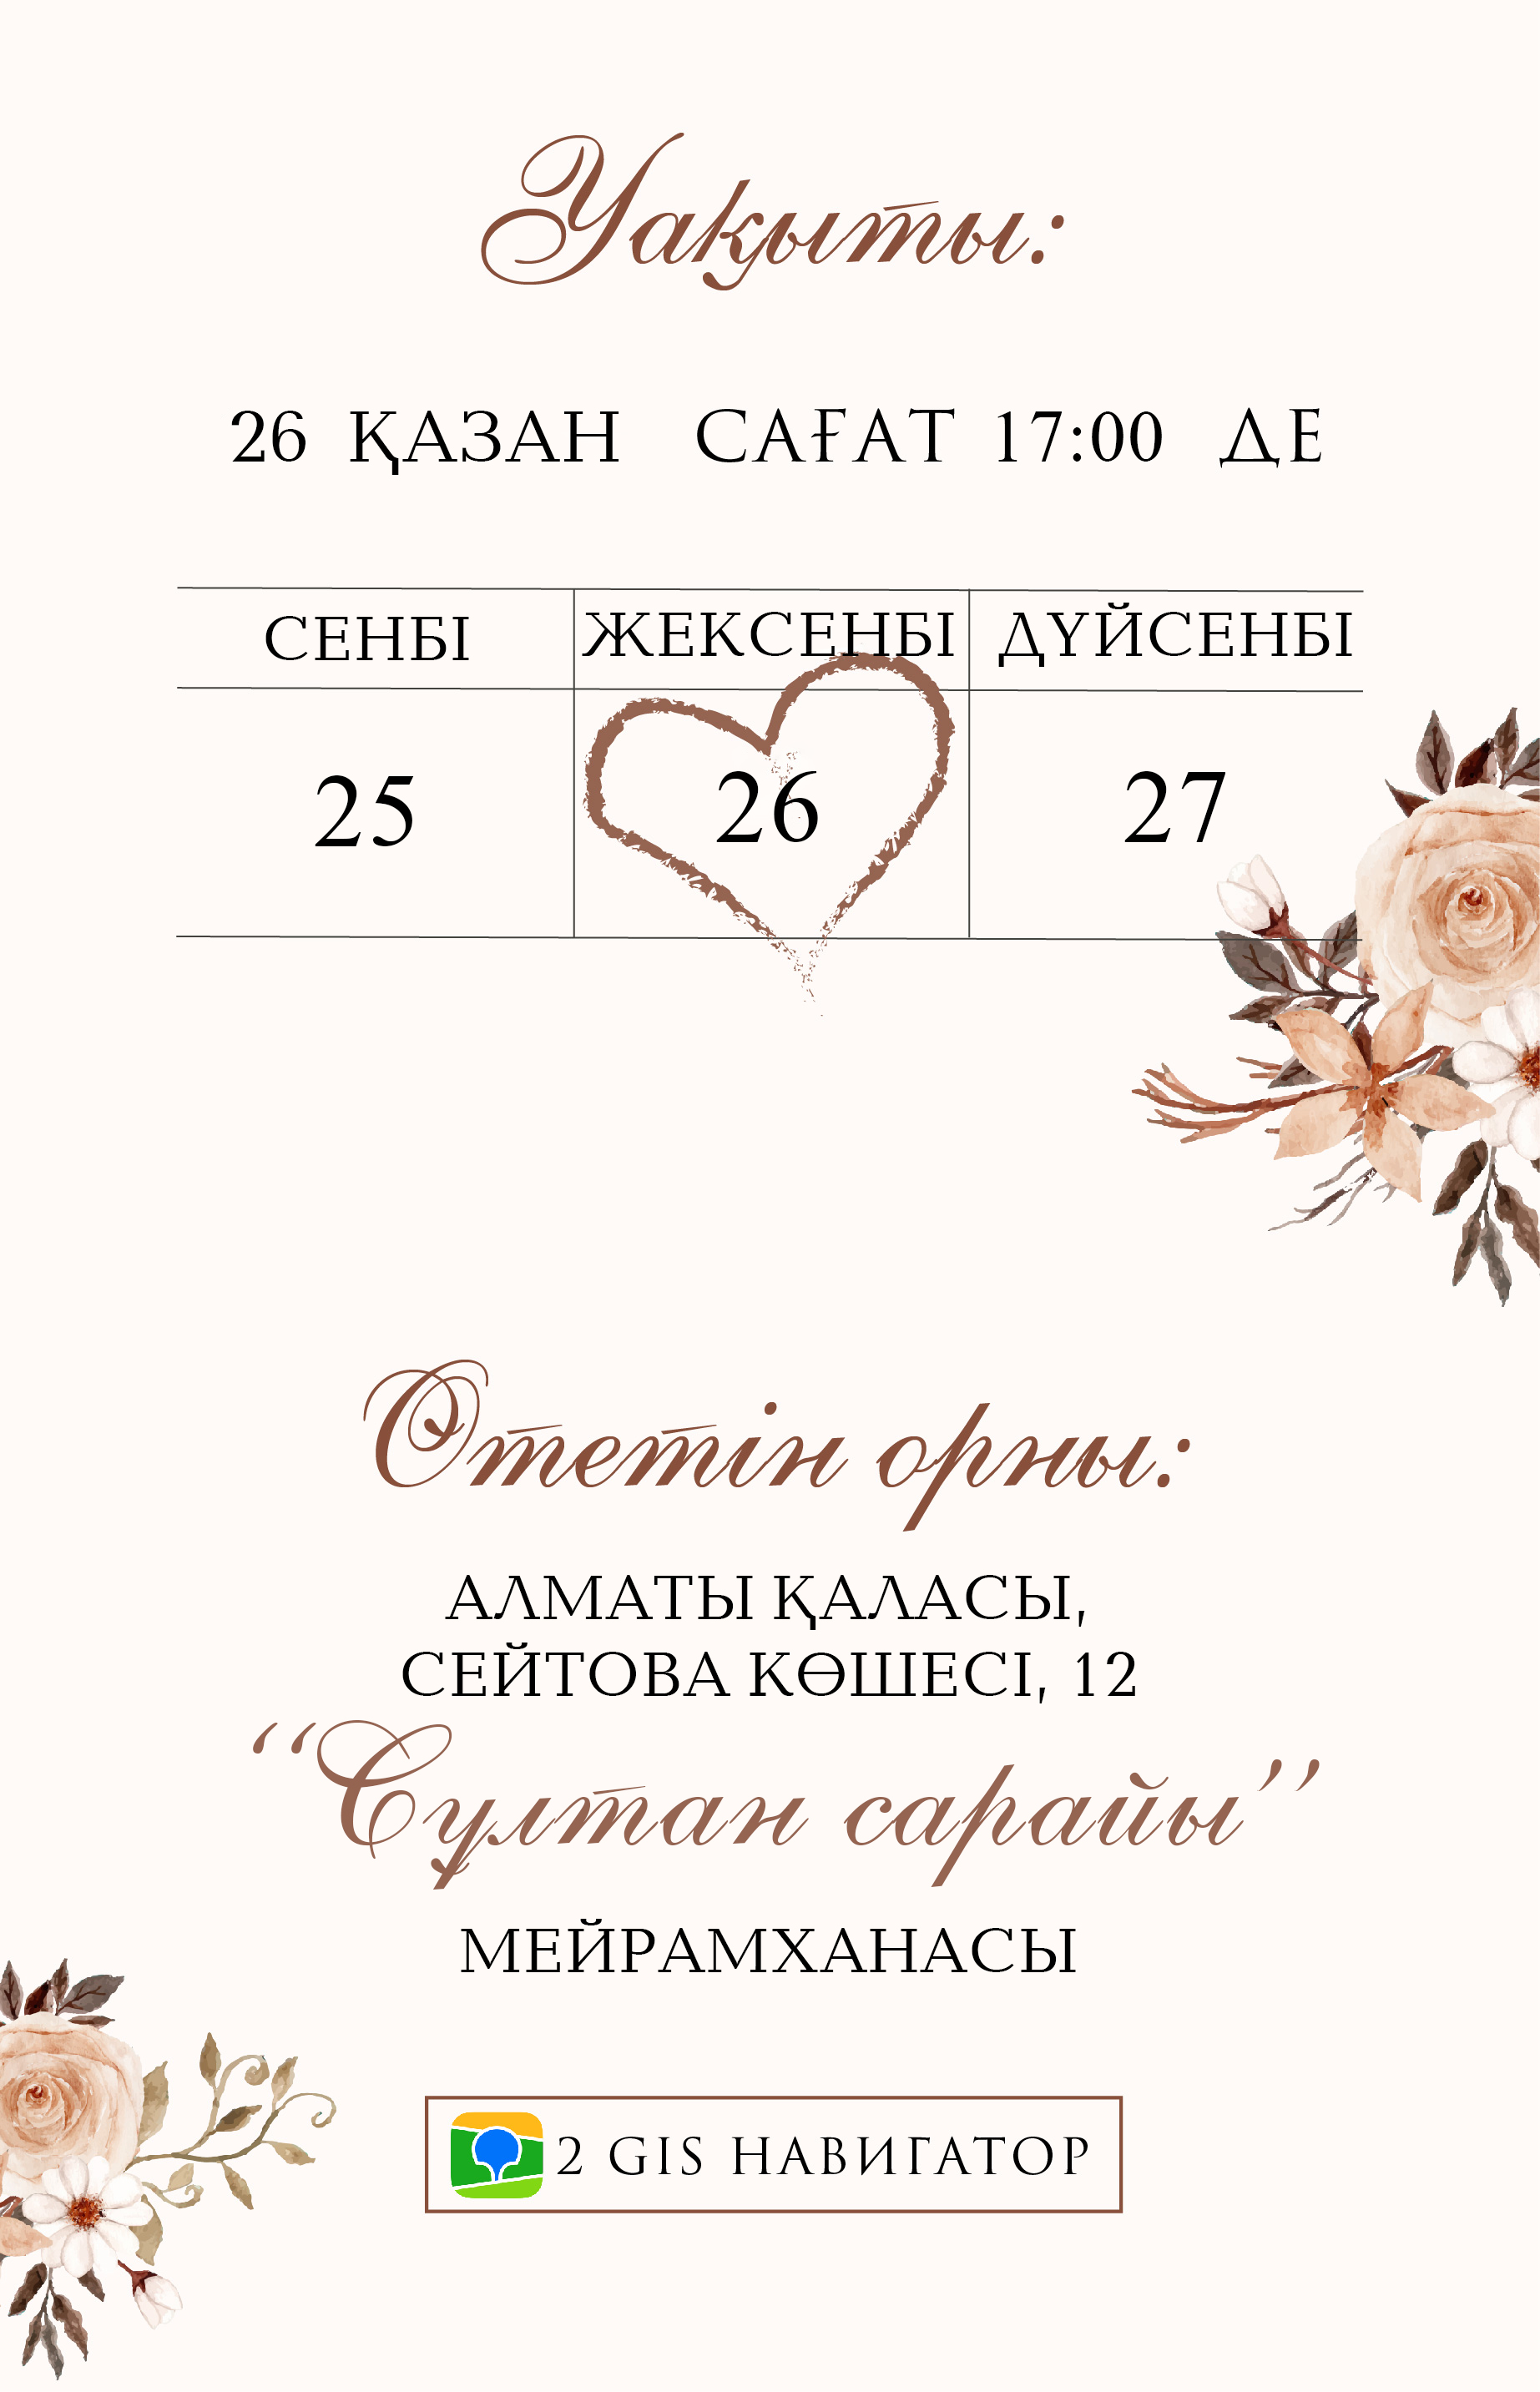 Уақыты:
26 ҚАЗАН САҒАТ 17:00 ДЕ
СЕНБІ ЖЕКСЕНБІ ДҮЙСЕНБІ
25 26 27
Өтетін орны:
АЛМАТЫ ҚАЛАСЫ,
СЕЙТОВА КӨШЕСІ, 12
“Сұлтан сарайы”
МЕЙРАМХАНАСЫ
2 GIS НАВИГАТОР